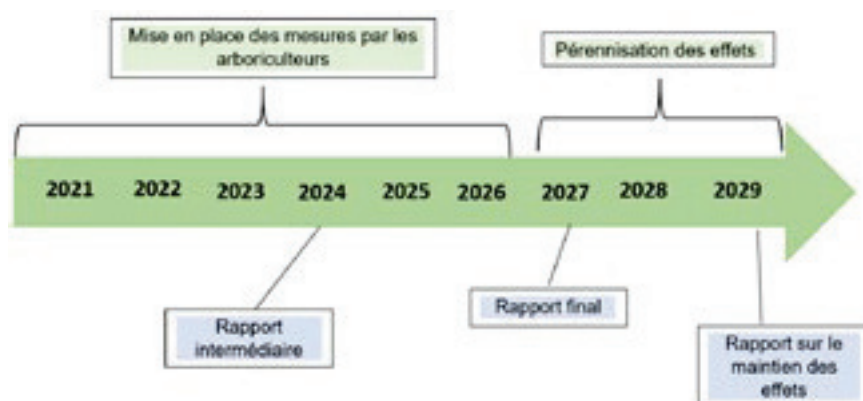 Mise en place des mesures par les
arboriculteurs
Pérennisation des effets
2021 2022 2023 2024 2025 2026 2027 2028 2029
Rapport
intermédiaire
Rapport final
Rapport sur le
maintien des
effets